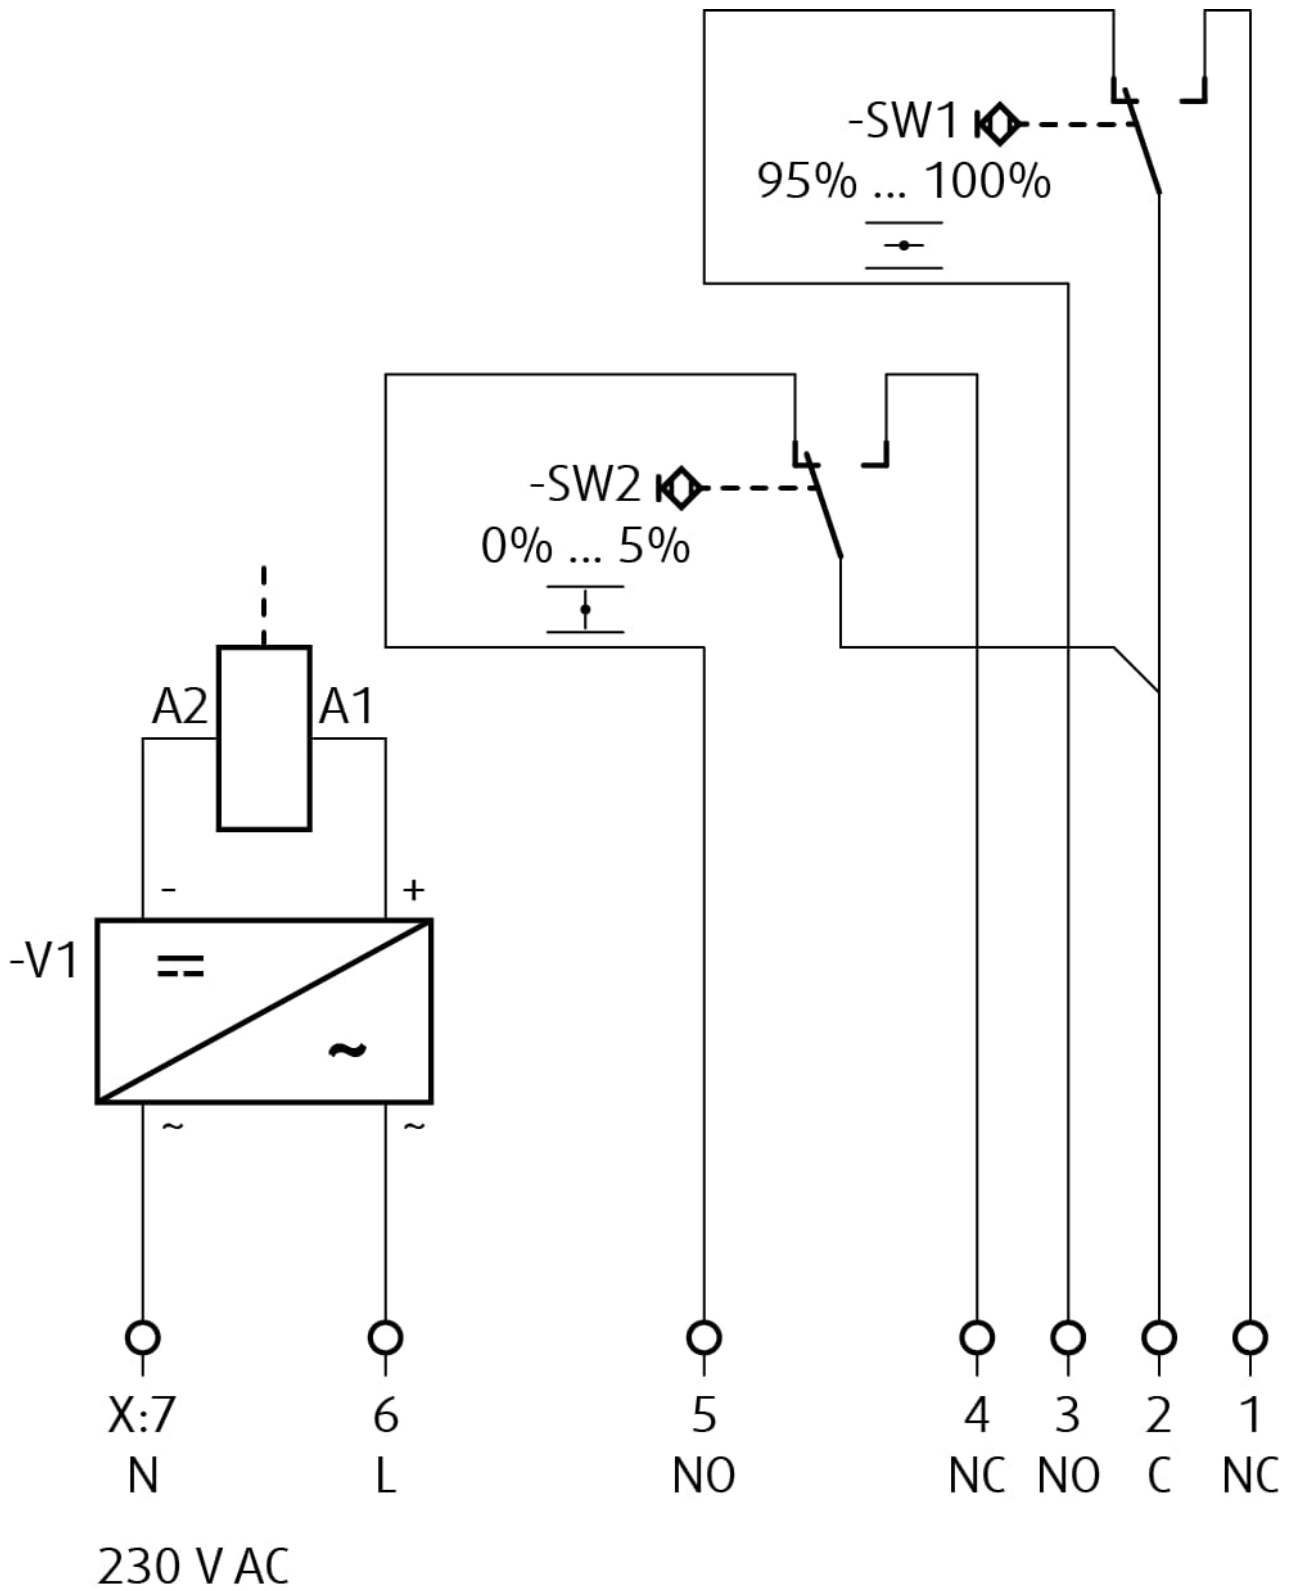 -SW1
95% ... 100%
-SW2
0% ... 5%
A2 A1
- +
-V1
~
~ ~
X:7 6 5 4 3 2 1
N L NO NC NO C NC
230 V AC